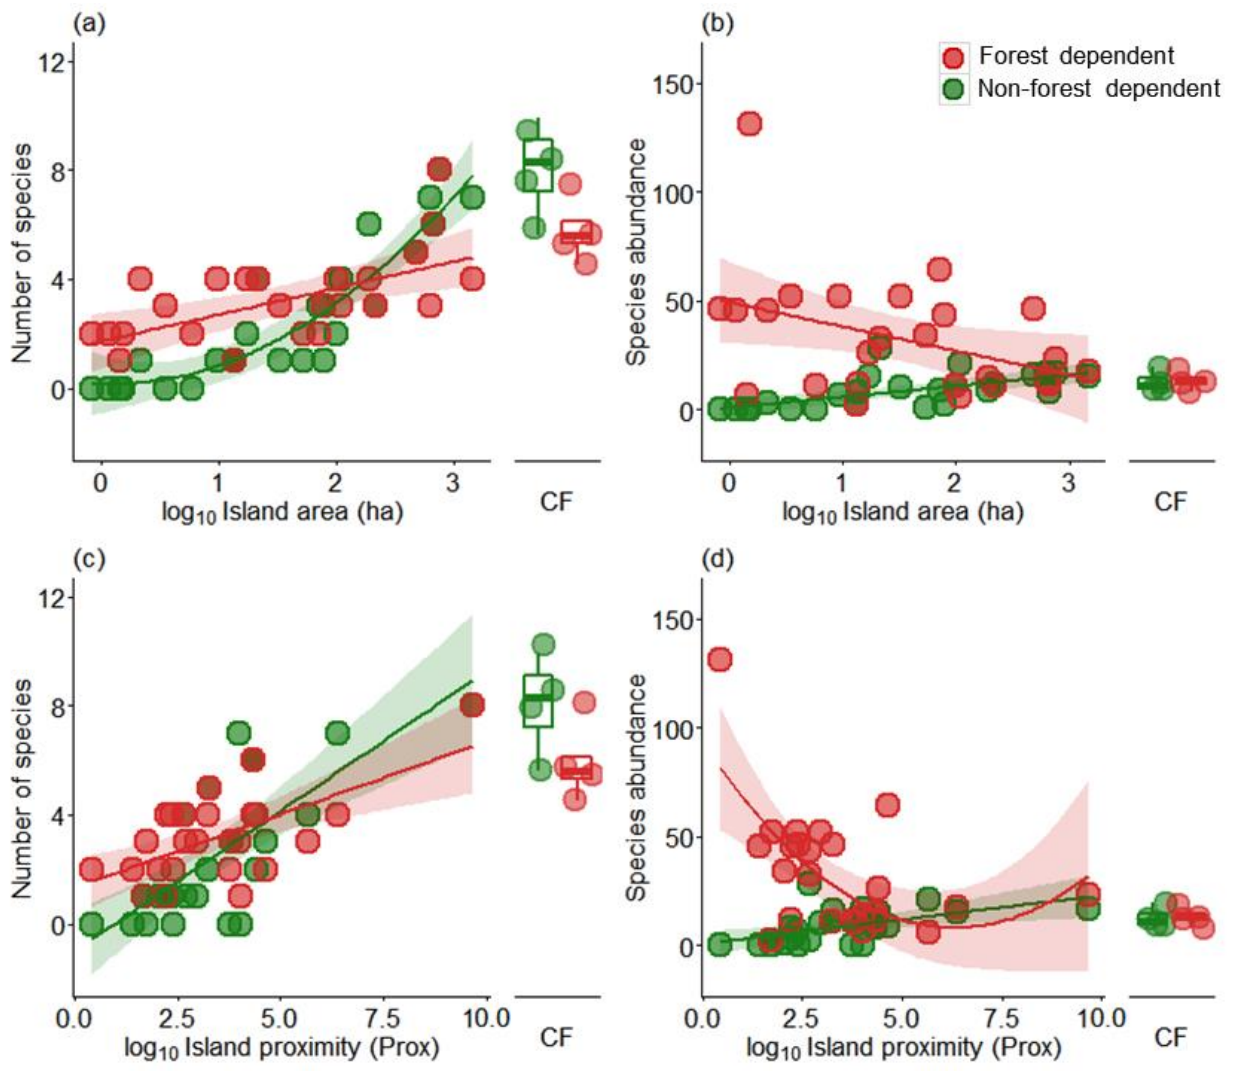 (a)
12
8
4
0
Number of species
0 1 2 3
log10 Island area (ha)
CF
(b)
Forest dependent
Non-forest dependent
150
100
50
0
Species abundance
0 1 2 3
log10 Island area (ha)
CF
(c)
12
8
4
0
Number of species
0.0 2.5 5.0 7.5 10.0
log10 Island proximity (Prox)
CF
(d)
150
100
50
0
Species abundance
0.0 2.5 5.0 7.5 10.0
log10 Island proximity (Prox)
CF